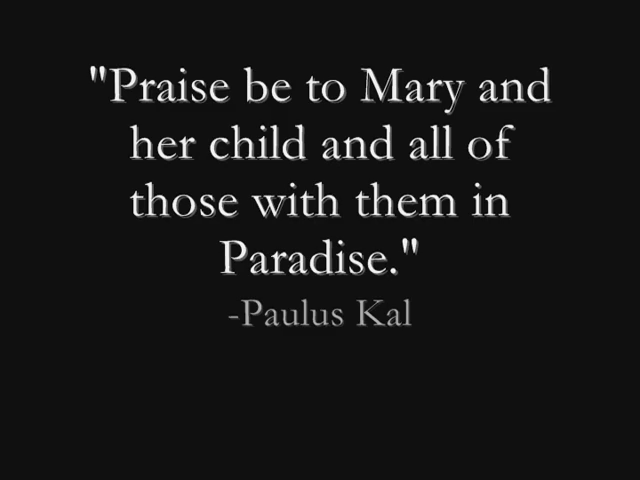 "Praise be to Mary and
her child and all of
those with them in
Paradise."
-Paulus Kal